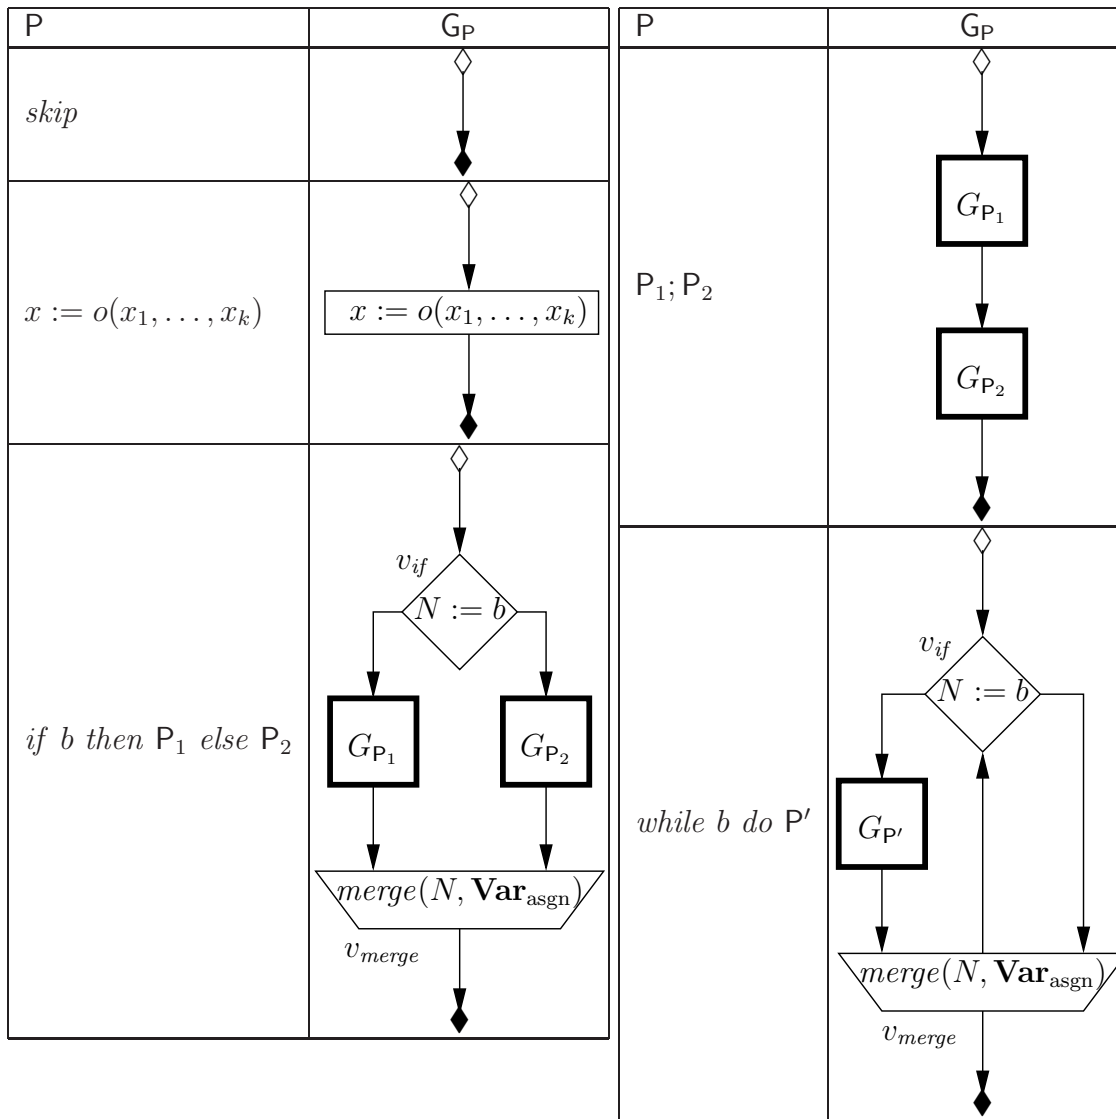 P G_P
skip
x := o(x_1, …, x_k) x := o(x_1, …, x_k)
v_if
N := b
if b then P_1 else P_2 G_{P_1} G_{P_2}
merge(N, Var_asgn)
v_merge
P G_P
G_{P_1}
P_1; P_2
G_{P_2}
v_if
N := b
while b do P' G_{P'}
merge(N, Var_asgn)
v_merge